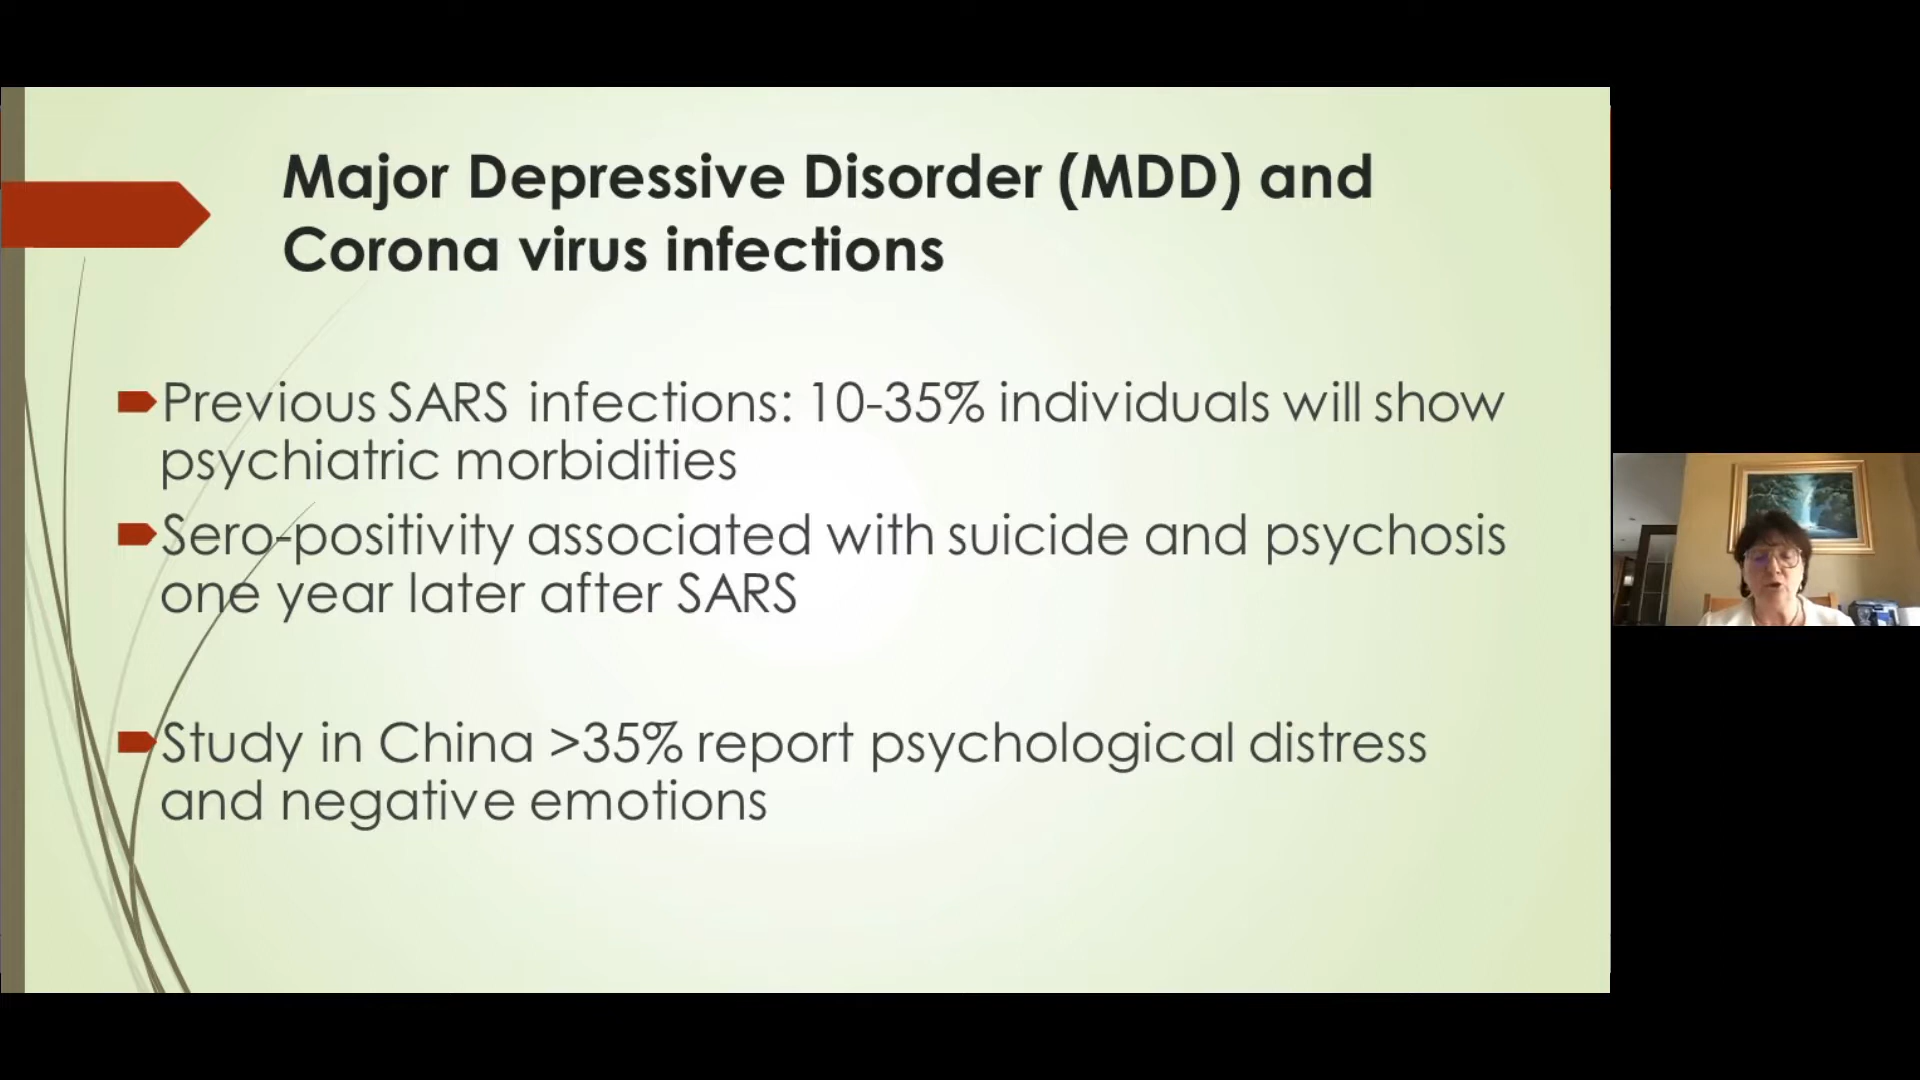 Major Depressive Disorder (MDD) and
Corona virus infections
Previous SARS infections: 10-35% individuals will show
psychiatric morbidities
Sero-positivity associated with suicide and psychosis
one year later after SARS
Study in China >35% report psychological distress
and negative emotions